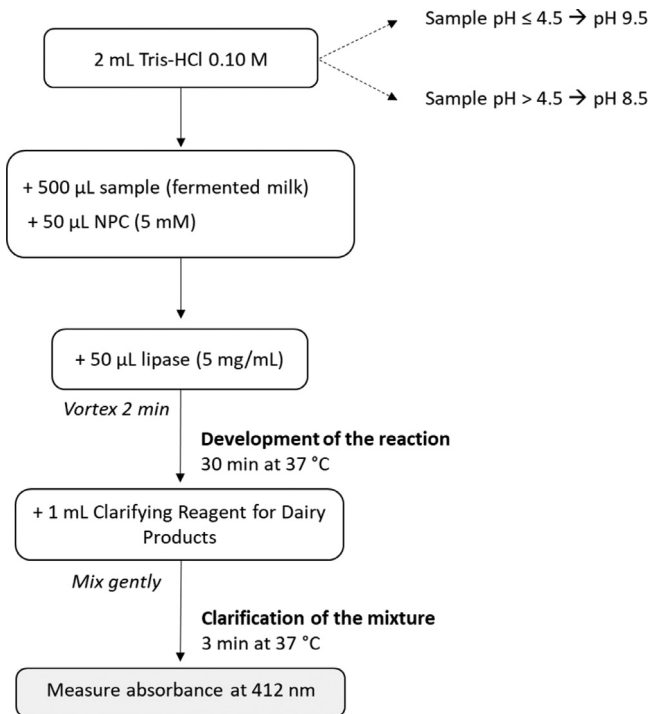 2 mL Tris-HCl 0.10 M
Sample pH ≤ 4.5 → pH 9.5
Sample pH > 4.5 → pH 8.5
+ 500 µL sample (fermented milk)
+ 50 µL NPC (5 mM)
+ 50 µL lipase (5 mg/mL)
Vortex 2 min
Development of the reaction
30 min at 37 °C
+ 1 mL Clarifying Reagent for Dairy
Products
Mix gently
Clarification of the mixture
3 min at 37 °C
Measure absorbance at 412 nm